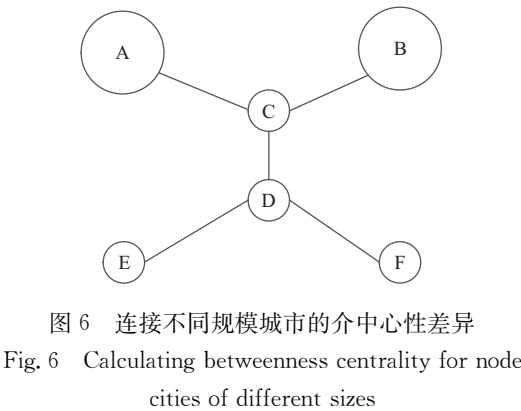 A
B
C
D
E
F
图 6 连接不同规模城市的介中心性差异
Fig. 6 Calculating betweenness centrality for node
cities of different sizes